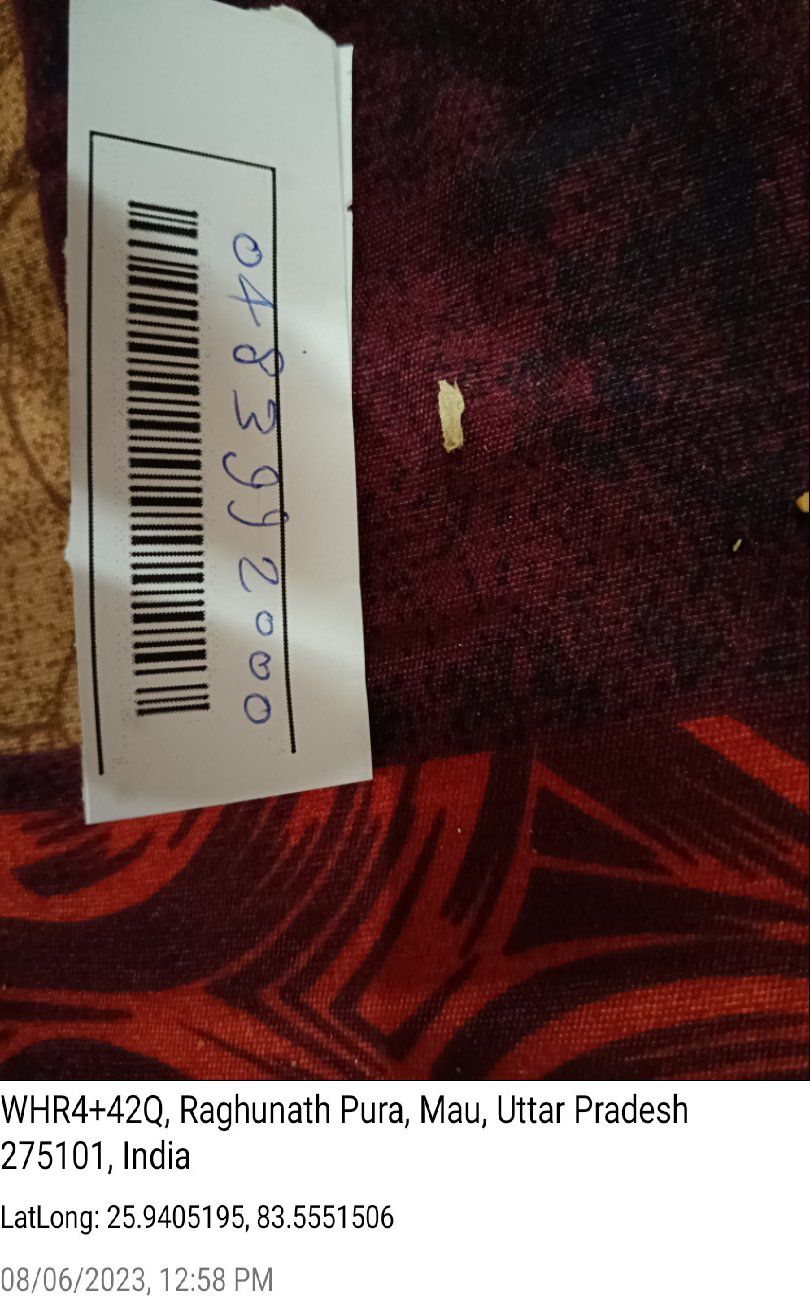 0483992000
WHR4+42Q, Raghunath Pura, Mau, Uttar Pradesh
275101, India
LatLong: 25.9405195, 83.5551506
08/06/2023, 12:58 PM